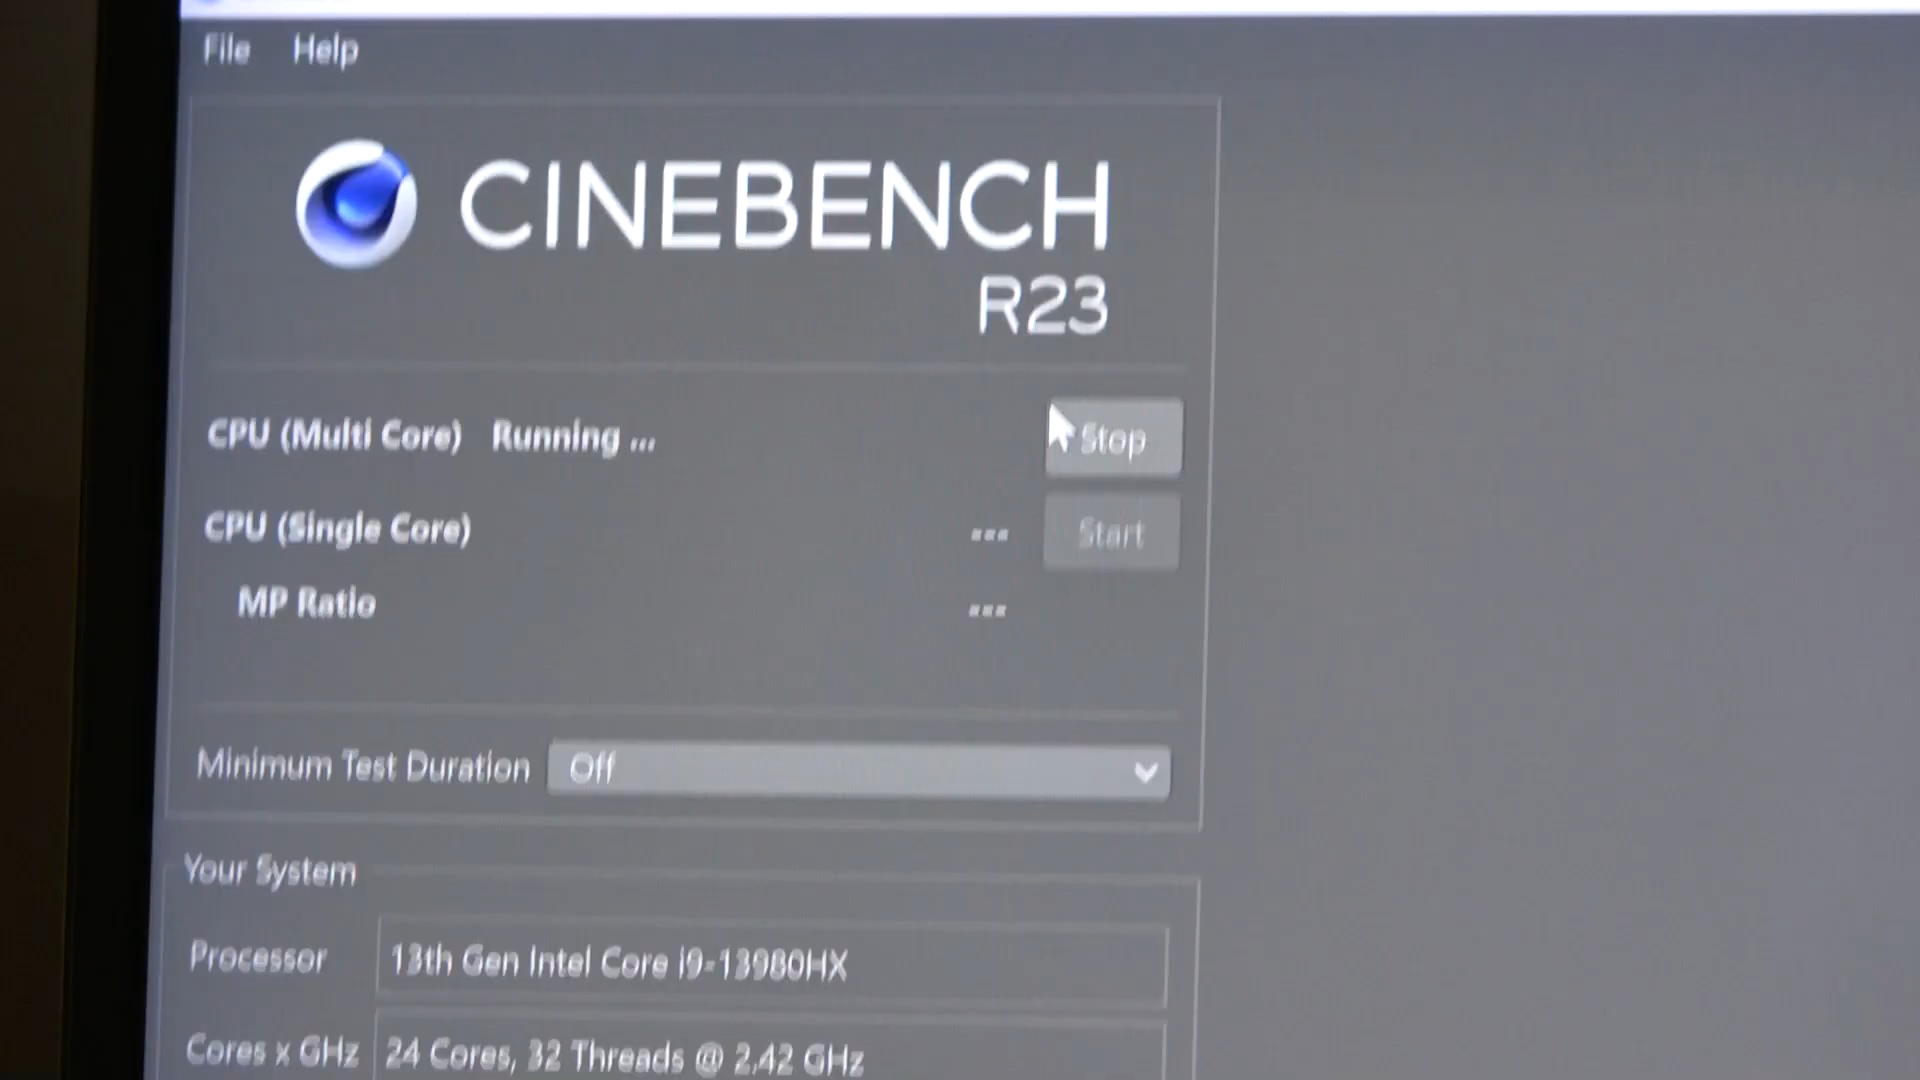 File Help
CINEBENCH
R23
CPU (Multi Core) Running ... Stop
CPU (Single Core) --- Start
MP Ratio ---
Minimum Test Duration Off
Your System
Processor 13th Gen Intel Core i9-13980HX
Cores x GHz 24 Cores, 32 Threads @ 2.42 GHz